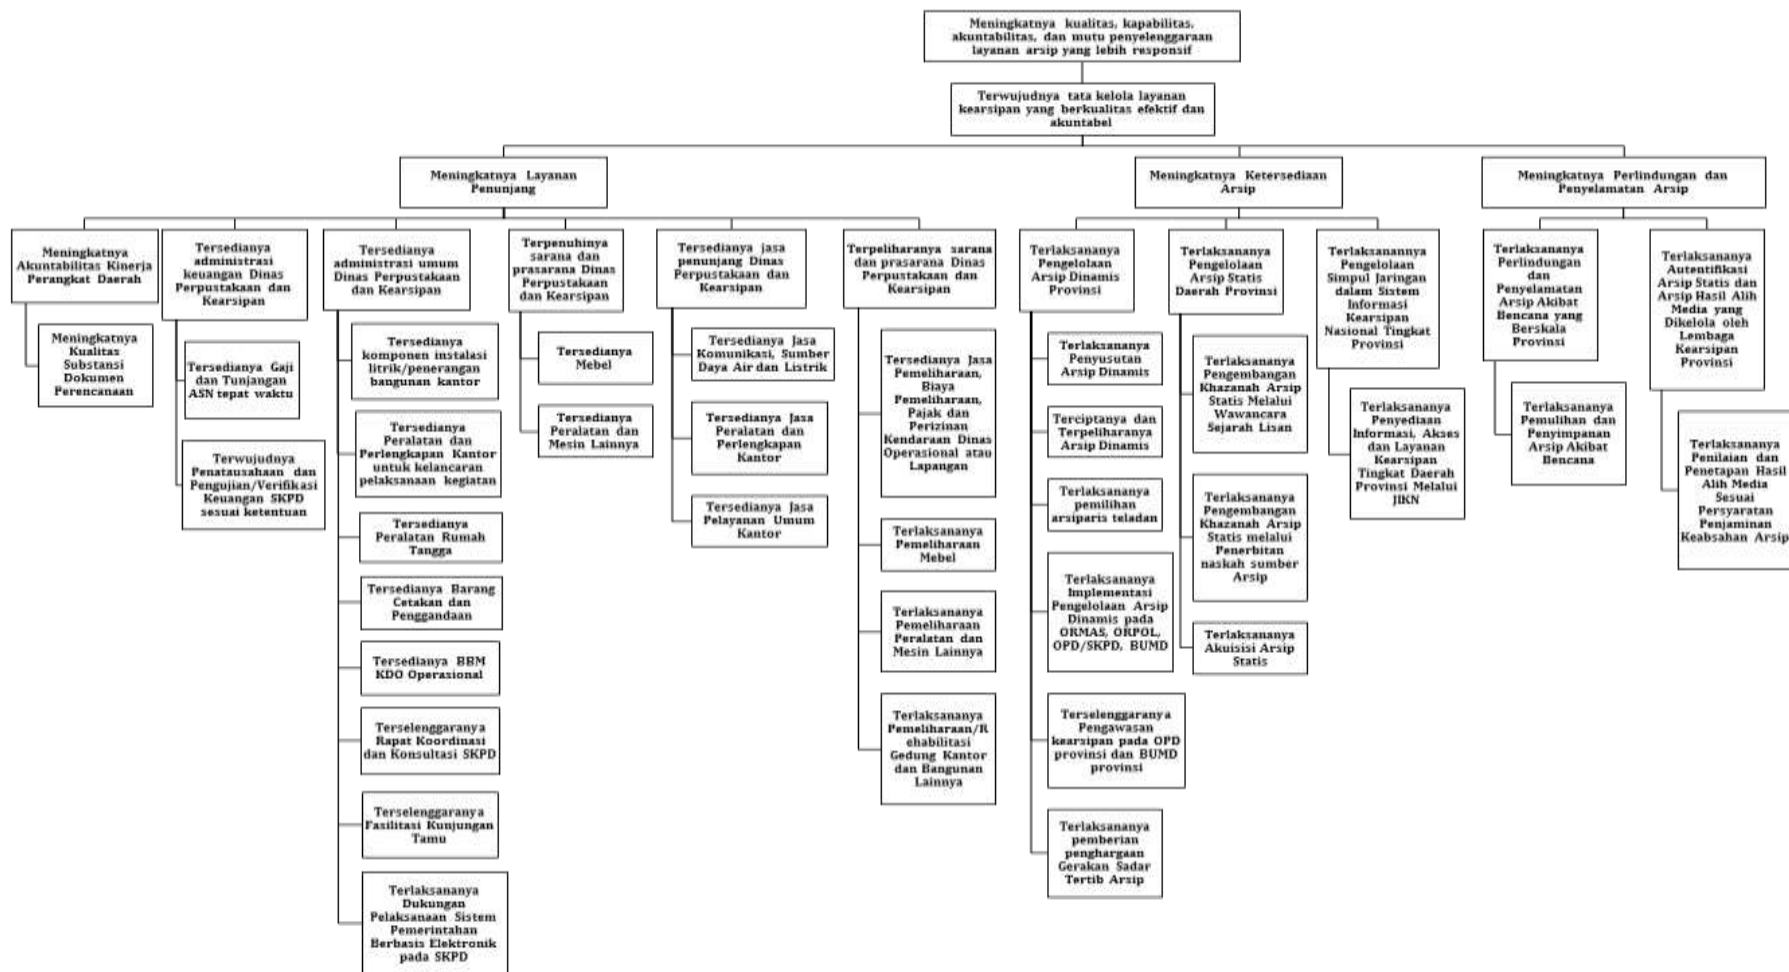 Meningkatnya kualitas, kapabilitas,
akuntabilitas, dan mutu penyelenggaraan
layanan arsip yang lebih responsif
Terwujudnya tata kelola layanan
kearsipan yang berkualitas efektif dan
akuntabel
Meningkatnya Layanan
Penunjang
Meningkatnya Ketersediaan
Arsip
Meningkatnya Perlindungan dan
Penyelamatan Arsip
Meningkatnya
Akuntabilitas Kinerja
Perangkat Daerah
Meningkatnya
Kualitas
Substansi
Dokumen
Perencanaan
Tersedianya
administrasi
keuangan Dinas
Perpustakaan dan
Kearsipan
Tersedianya Gaji
dan Tunjangan
ASN tepat waktu
Terwujudnya
Penatausahaan dan
Pengujian/Verifikasi
Keuangan SKPD
sesuai ketentuan
Tersedianya
administrasi umum
Dinas Perpustakaan
dan Kearsipan
Tersedianya
komponen instalasi
litrik/penerangan
bangunan kantor
Tersedianya
Peralatan dan
Perlengkapan Kantor
untuk kelancaran
pelaksanaan kegiatan
Tersedianya
Peralatan Rumah
Tangga
Tersedianya Barang
Cetakan dan
Penggandaan
Tersedianya BBM
KDO Operasional
Terselenggaranya
Rapat Koordinasi
dan Konsultasi SKPD
Terselenggaranya
Fasilitasi Kunjungan
Tamu
Terlaksananya
Dukungan
Pelaksanaan Sistem
Pemerintahan
Berbasis Elektronik
pada SKPD
Terpenuhinya
sarana dan
prasarana Dinas
Perpustakaan
dan Kearsipan
Tersedianya
Mebel
Tersedianya
Peralatan dan
Mesin Lainnya
Tersedianya jasa
penunjang Dinas
Perpustakaan dan
Kearsipan
Tersedianya Jasa
Komunikasi, Sumber
Daya Air dan Listrik
Tersedianya Jasa
Peralatan dan
Perlengkapan
Kantor
Tersedianya Jasa
Pelayanan Umum
Kantor
Terpeliharanya sarana
dan prasarana Dinas
Perpustakaan dan
Kearsipan
Tersedianya Jasa
Pemeliharaan,
Biaya
Pemeliharaan,
Pajak dan
Perizinan
Kendaraan Dinas
Operasional atau
Lapangan
Terlaksananya
Pemeliharaan
Mebel
Terlaksananya
Pemeliharaan
Peralatan dan
Mesin Lainnya
Terlaksananya
Pemeliharaan/R
ehabilitasi
Gedung Kantor
dan Bangunan
Lainnya
Terlaksananya
Pengelolaan
Arsip Dinamis
Provinsi
Terlaksananya
Penyusutan
Arsip Dinamis
Terciptanya dan
Terpeliharanya
Arsip Dinamis
Terlaksananya
pemilihan
arsiparis teladan
Terlaksananya
Implementasi
Pengelolaan Arsip
Dinamis pada
ORMAS, ORPOL,
OPD/SKPD, BUMD
Terselenggaranya
Pengawasan
kearsipan pada OPD
provinsi dan BUMD
provinsi
Terlaksananya
pemberian
penghargaan
Gerakan Sadar
Tertib Arsip
Terlaksananya
Pengelolaan
Arsip Statis
Daerah Provinsi
Terlaksananya
Pengembangan
Khazanah Arsip
Statis Melalui
Wawancara
Sejarah Lisan
Terlaksananya
Pengembangan
Khazanah Arsip
Statis melalui
Penerbitan
naskah sumber
Arsip
Terlaksananya
Akuisisi Arsip
Statis
Terlaksanannya
Pengelolaan
Simpul Jaringan
dalam Sistem
Informasi
Kearsipan
Nasional Tingkat
Provinsi
Terlaksananya
Penyediaan
Informasi, Akses
dan Layanan
Kearsipan
Tingkat Daerah
Provinsi Melalui
JIKN
Terlaksananya
Perlindungan
dan
Penyelamatan
Arsip Akibat
Bencana yang
Berskala
Provinsi
Terlaksananya
Pemulihan dan
Penyimpanan
Arsip Akibat
Bencana
Terlaksananya
Autentifikasi
Arsip Statis dan
Arsip Hasil Alih
Media yang
Dikelola oleh
Lembaga
Kearsipan
Provinsi
Terlaksananya
Penilaian dan
Penetapan Hasil
Alih Media
Sesuai
Persyaratan
Penjaminan
Keabsahan Arsip